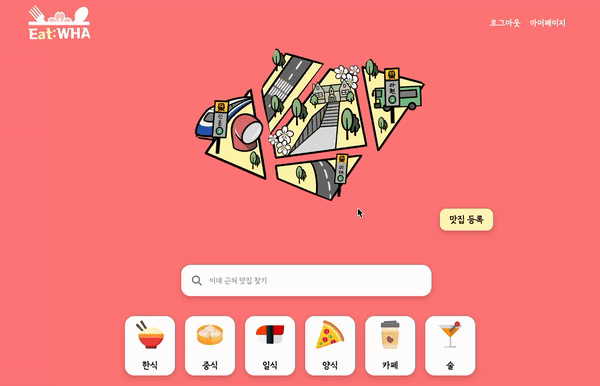 Eat:WHA
로그아웃 마이페이지
맛집 등록
이대 근처 맛집 찾기
한식 중식 일식 양식 카페 술